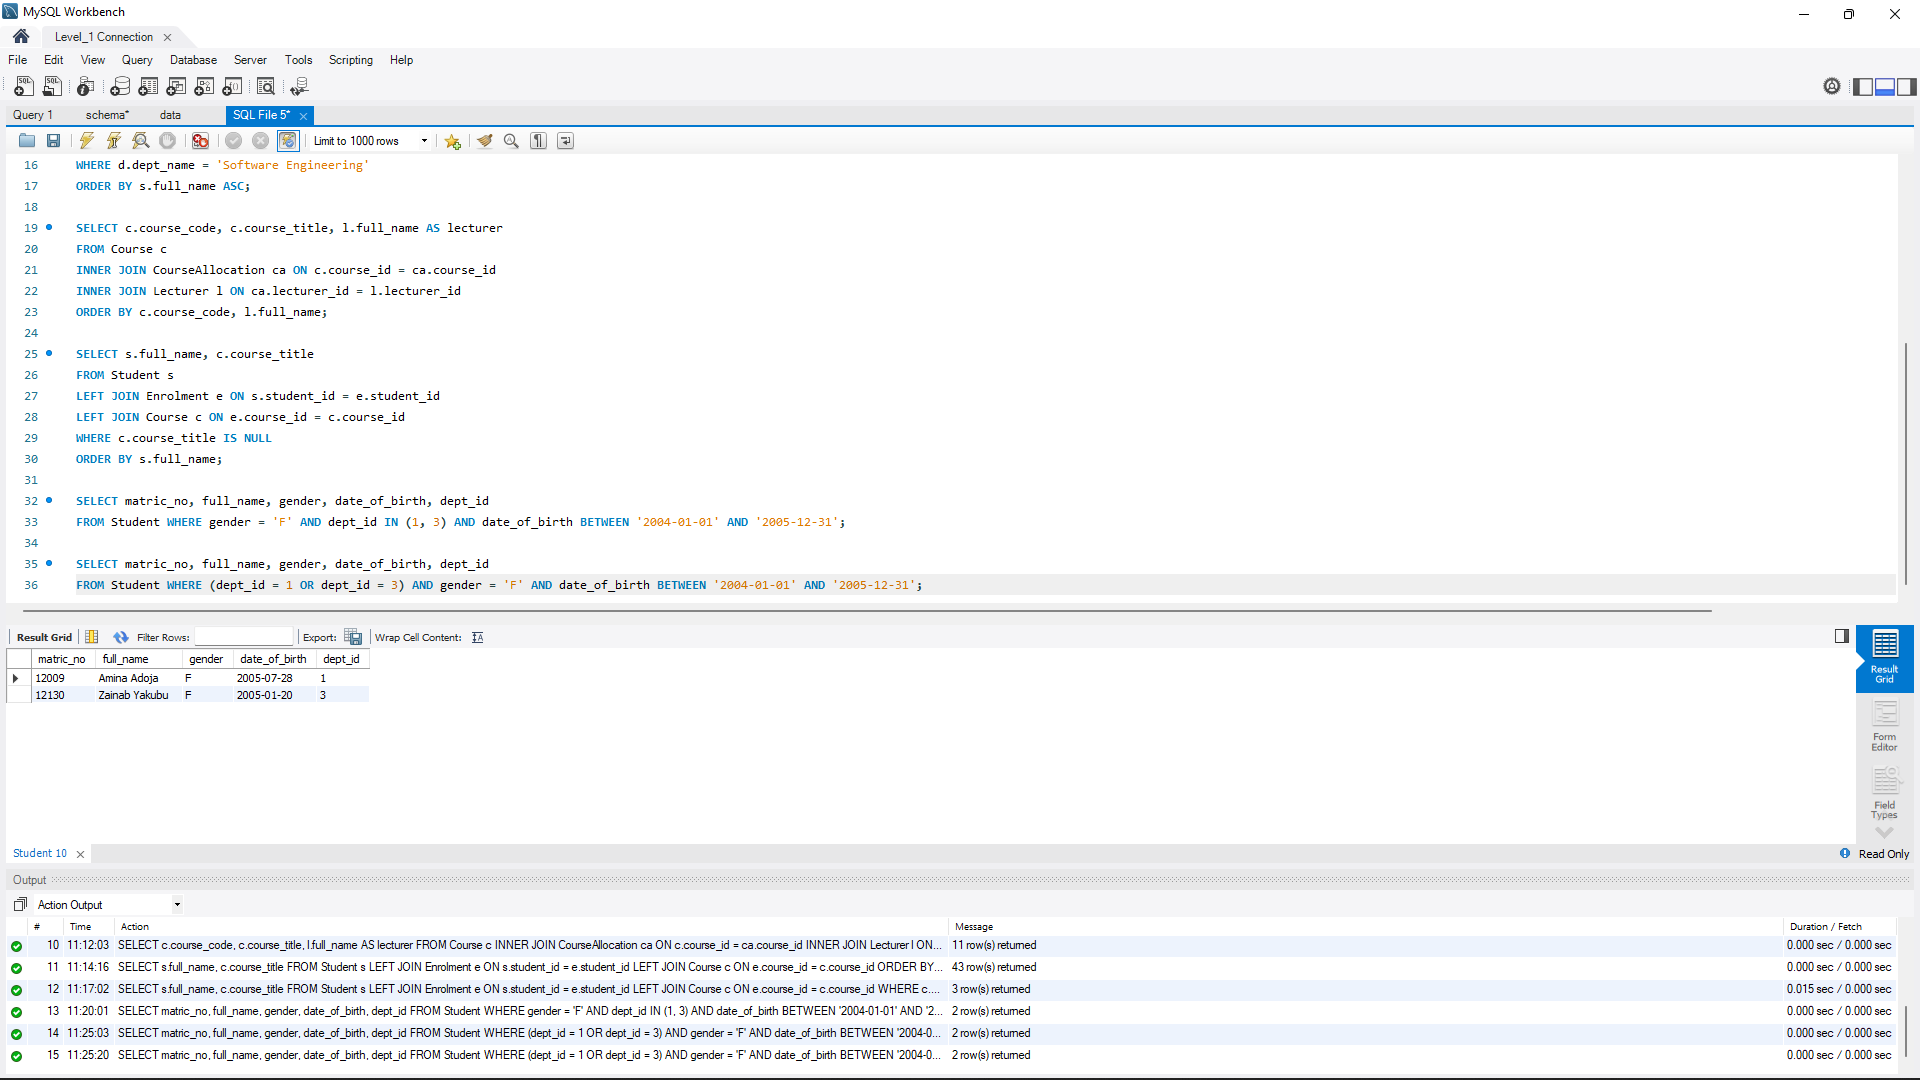 MySQL Workbench
Level_1 Connection
File Edit View Query Database Server Tools Scripting Help
Query 1 schema* data SQL File 5*
Limit to 1000 rows
16 WHERE d.dept_name = 'Software Engineering'
17 ORDER BY s.full_name ASC;
18
19 SELECT c.course_code, c.course_title, l.full_name AS lecturer
20 FROM Course c
21 INNER JOIN CourseAllocation ca ON c.course_id = ca.course_id
22 INNER JOIN Lecturer l ON ca.lecturer_id = l.lecturer_id
23 ORDER BY c.course_code, l.full_name;
24
25 SELECT s.full_name, c.course_title
26 FROM Student s
27 LEFT JOIN Enrolment e ON s.student_id = e.student_id
28 LEFT JOIN Course c ON e.course_id = c.course_id
29 WHERE c.course_title IS NULL
30 ORDER BY s.full_name;
31
32 SELECT matric_no, full_name, gender, date_of_birth, dept_id
33 FROM Student WHERE gender = 'F' AND dept_id IN (1, 3) AND date_of_birth BETWEEN '2004-01-01' AND '2005-12-31';
34
35 SELECT matric_no, full_name, gender, date_of_birth, dept_id
36 FROM Student WHERE (dept_id = 1 OR dept_id = 3) AND gender = 'F' AND date_of_birth BETWEEN '2004-01-01' AND '2005-12-31';
Result Grid Filter Rows: Export: Wrap Cell Content:
matric_no full_name gender date_of_birth dept_id
12009 Amina Adoja F 2005-07-28 1
12130 Zainab Yakubu F 2005-01-20 3
Result
Grid
Form
Editor
Field
Types
Student 10
Read Only
Output
Action Output
# Time Action Message Duration / Fetch
10 11:12:03 SELECT c.course_code, c.course_title, l.full_name AS lecturer FROM Course c INNER JOIN CourseAllocation ca ON c.course_id = ca.course_id INNER JOIN Lecturer l ON... 11 row(s) returned 0.000 sec / 0.000 sec
11 11:14:16 SELECT s.full_name, c.course_title FROM Student s LEFT JOIN Enrolment e ON s.student_id = e.student_id LEFT JOIN Course c ON e.course_id = c.course_id ORDER BY... 43 row(s) returned 0.000 sec / 0.000 sec
12 11:17:02 SELECT s.full_name, c.course_title FROM Student s LEFT JOIN Enrolment e ON s.student_id = e.student_id LEFT JOIN Course c ON e.course_id = c.course_id WHERE c.... 3 row(s) returned 0.015 sec / 0.000 sec
13 11:20:01 SELECT matric_no, full_name, gender, date_of_birth, dept_id FROM Student WHERE gender = 'F' AND dept_id IN (1, 3) AND date_of_birth BETWEEN '2004-01-01' AND '2... 2 row(s) returned 0.000 sec / 0.000 sec
14 11:25:03 SELECT matric_no, full_name, gender, date_of_birth, dept_id FROM Student WHERE (dept_id = 1 OR dept_id = 3) AND gender = 'F' AND date_of_birth BETWEEN '2004-0... 2 row(s) returned 0.000 sec / 0.000 sec
15 11:25:20 SELECT matric_no, full_name, gender, date_of_birth, dept_id FROM Student WHERE (dept_id = 1 OR dept_id = 3) AND gender = 'F' AND date_of_birth BETWEEN '2004-0... 2 row(s) returned 0.000 sec / 0.000 sec